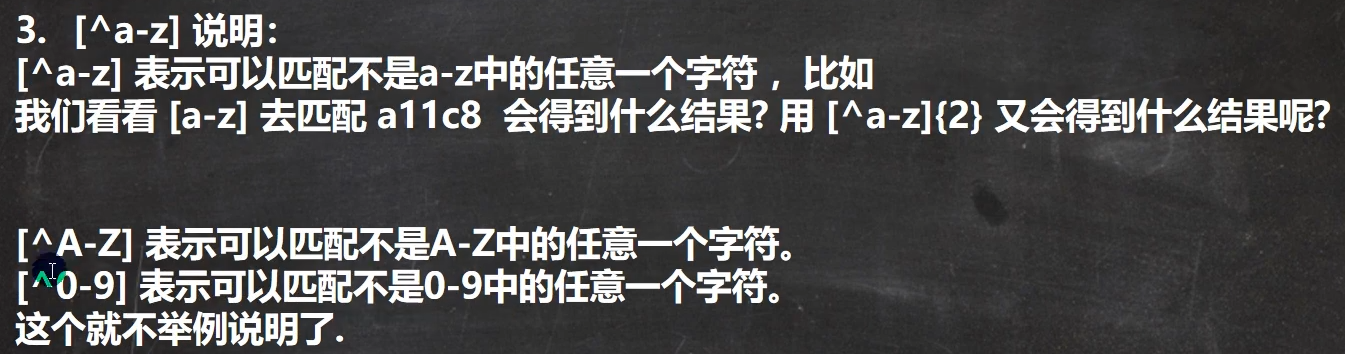 3. [^a-z] 说明：
[^a-z] 表示可以匹配不是a-z中的任意一个字符 ，比如
我们看看 [a-z] 去匹配 a11c8 会得到什么结果? 用 [^a-z]{2} 又会得到什么结果呢?
[^A-Z] 表示可以匹配不是A-Z中的任意一个字符。
[^0-9] 表示可以匹配不是0-9中的任意一个字符。
这个就不举例说明了.